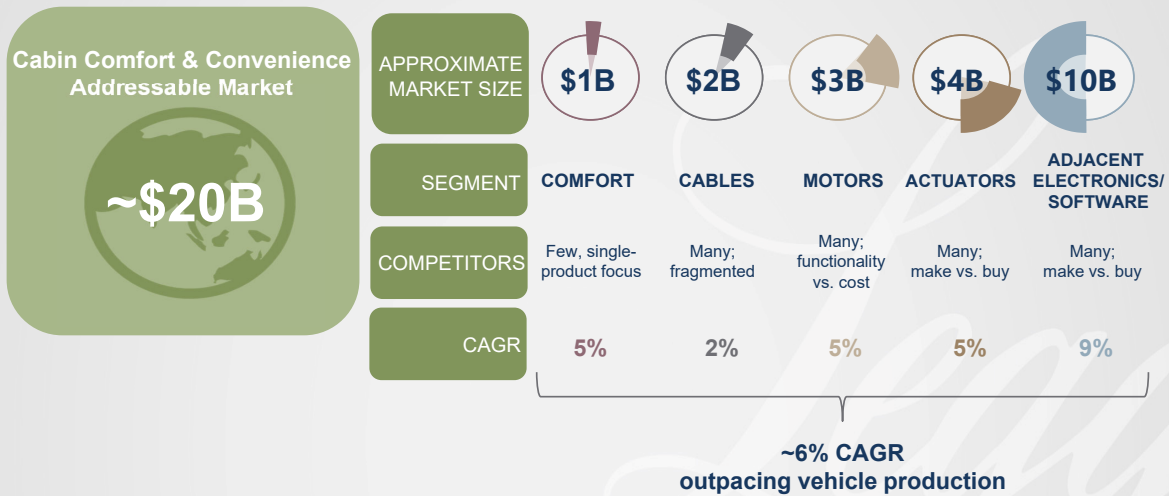 Cabin Comfort & Convenience
Addressable Market
~$20B
APPROXIMATE
MARKET SIZE
$1B
$2B
$3B
$4B
$10B
SEGMENT
COMFORT
CABLES
MOTORS
ACTUATORS
ADJACENT
ELECTRONICS/
SOFTWARE
COMPETITORS
Few, single-
product focus
Many;
fragmented
Many;
functionality
vs. cost
Many;
make vs. buy
Many;
make vs. buy
CAGR
5%
2%
5%
5%
9%
~6% CAGR
outpacing vehicle production